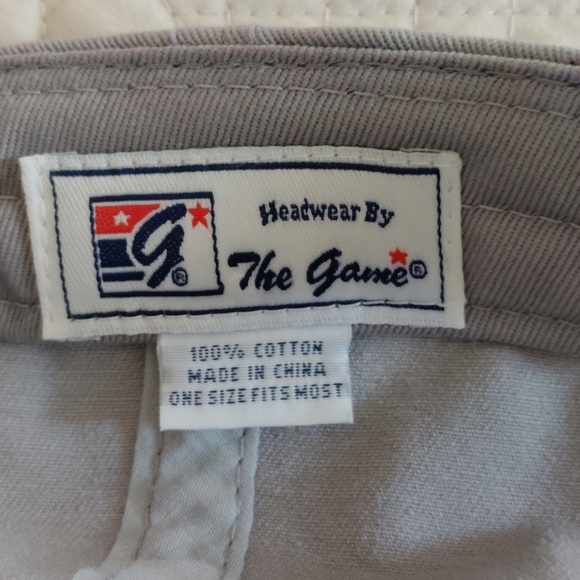 G®
Headwear By
The Game®
100% COTTON
MADE IN CHINA
ONE SIZE FITS MOST